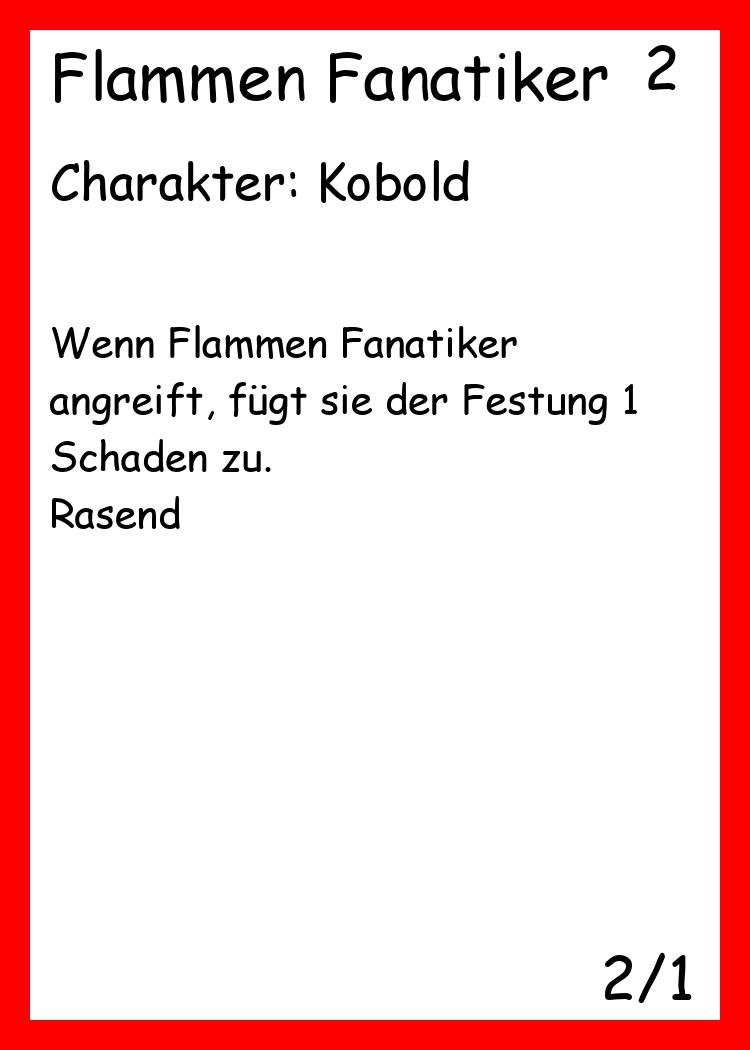 Flammen Fanatiker 2
Charakter: Kobold
Wenn Flammen Fanatiker
angreift, fügt sie der Festung 1
Schaden zu.
Rasend
2/1